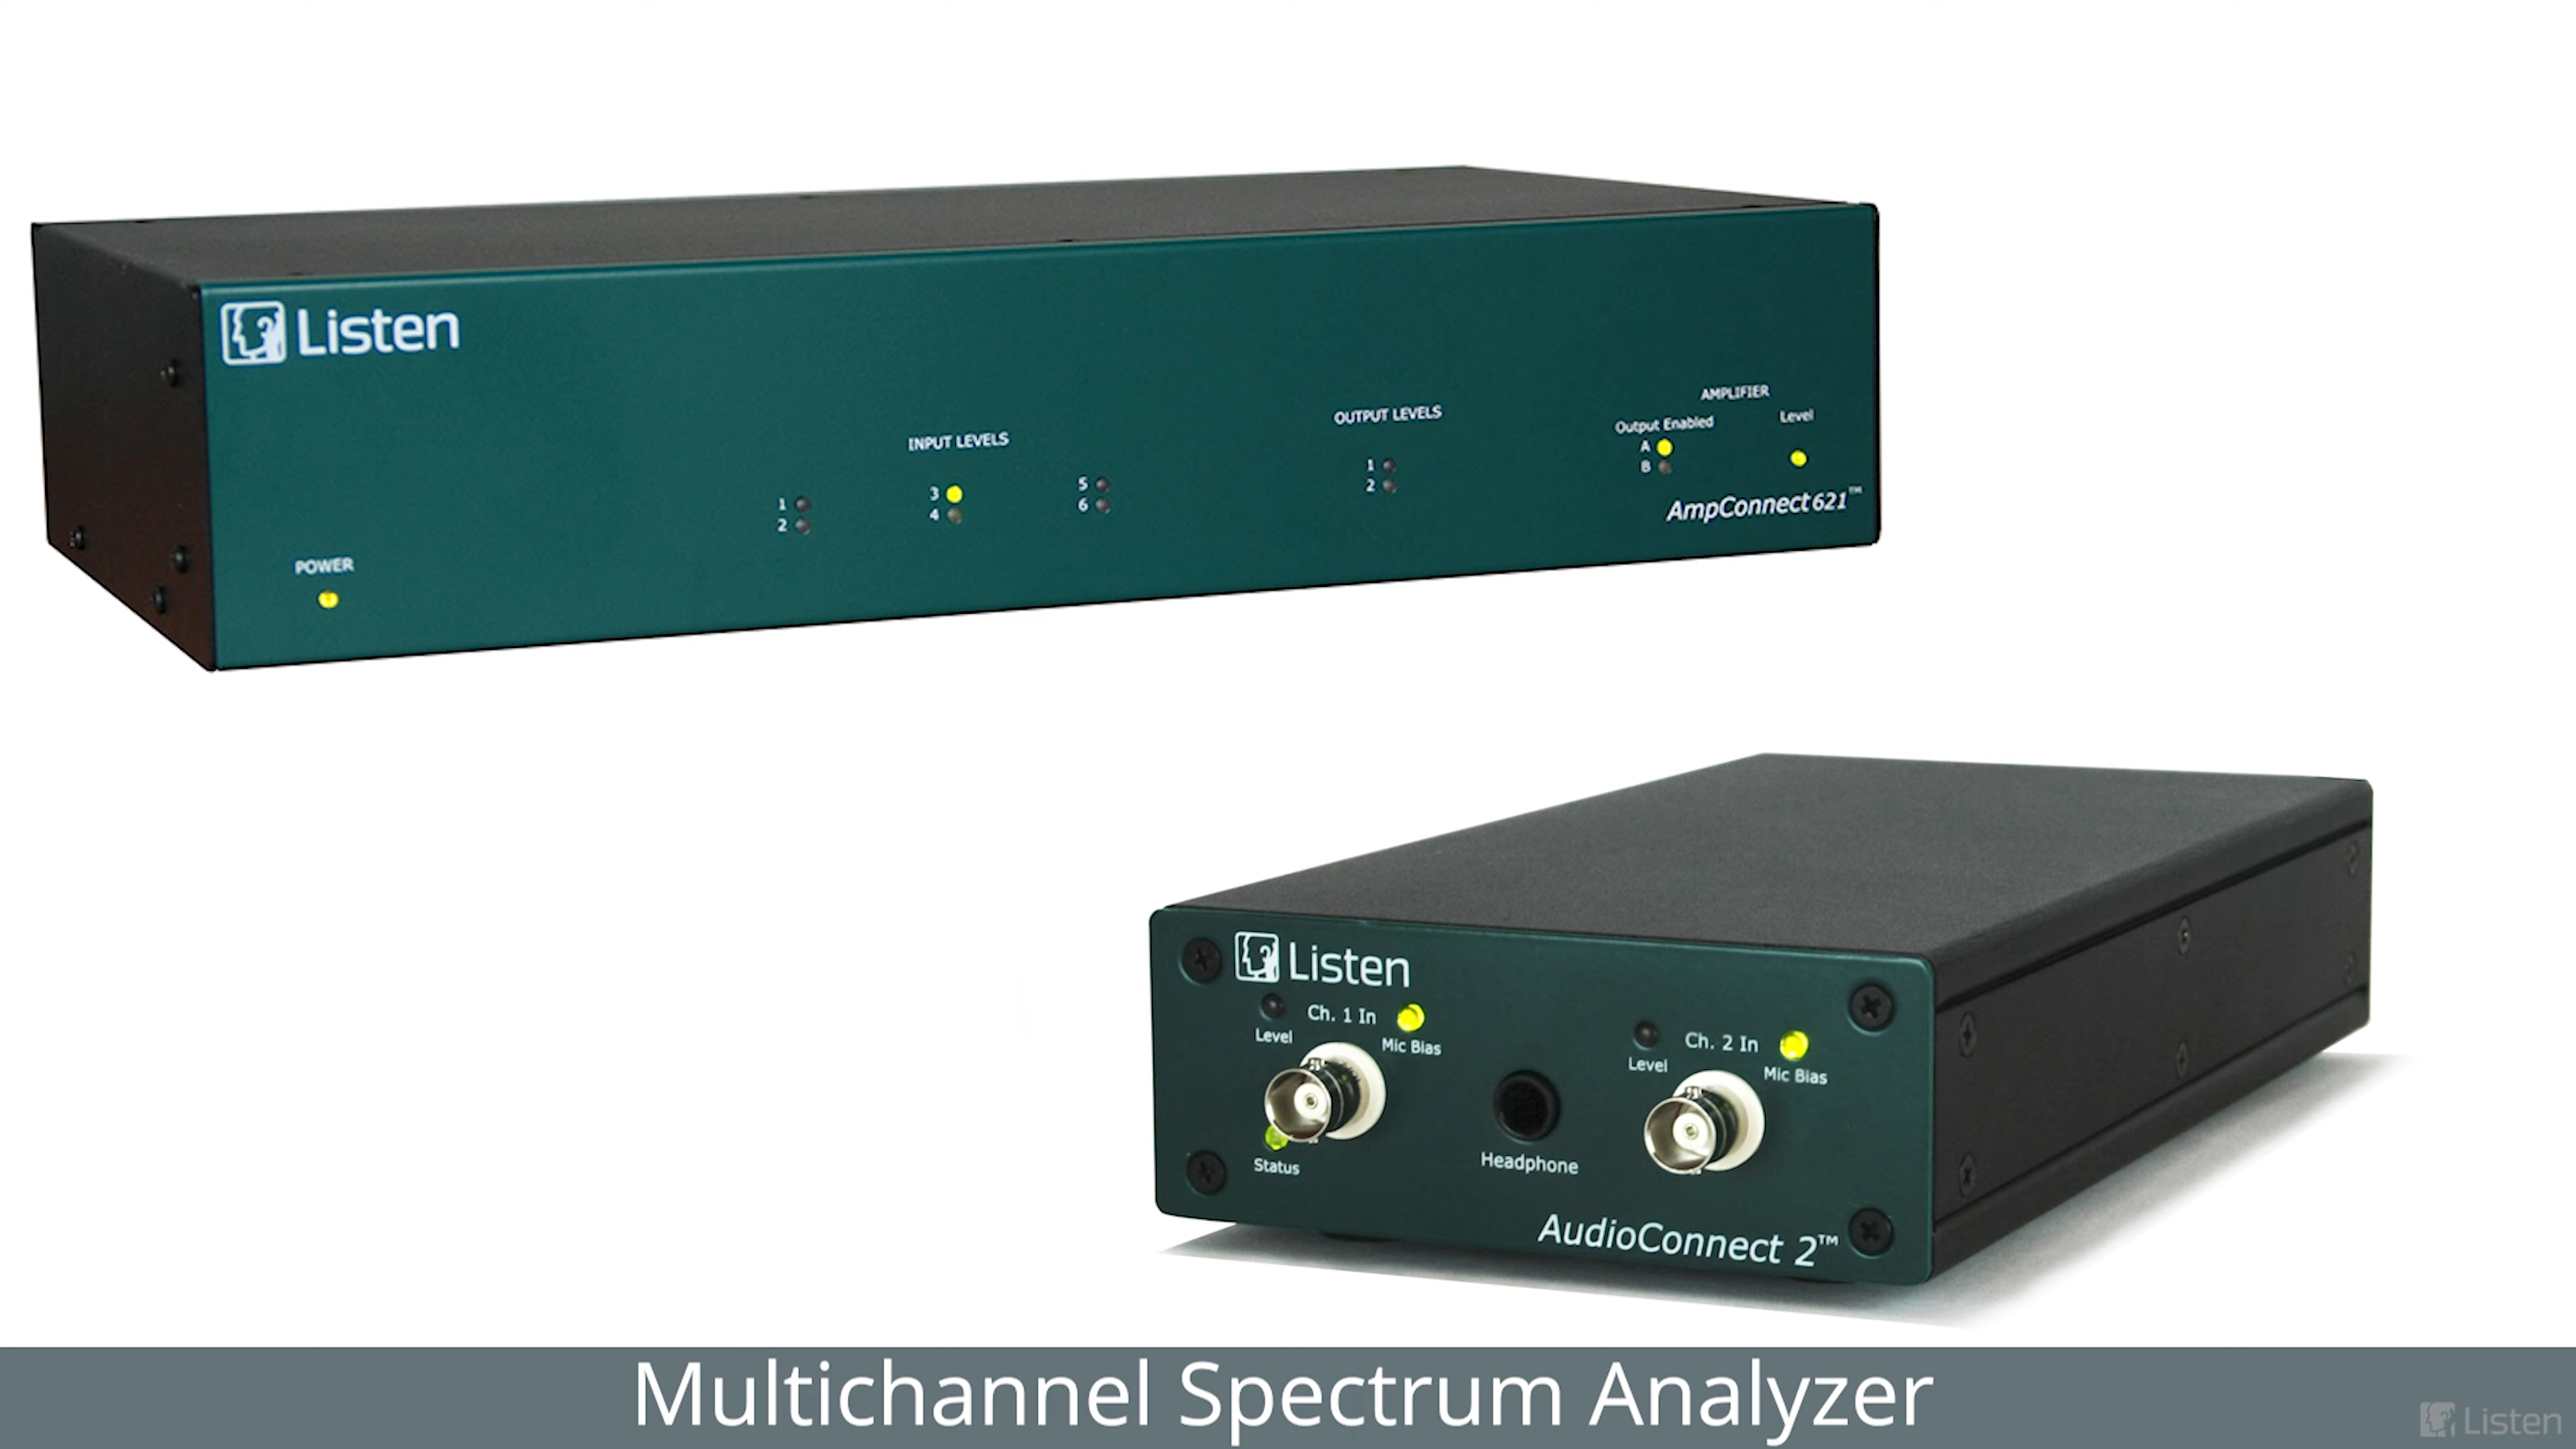 Listen
INPUT LEVELS
1
2
3
4
5
6
OUTPUT LEVELS
1
2
AMPLIFIER
Output Enabled
A
B
Level
AmpConnect 621™
POWER
Listen
Ch. 1 In
Level
Mic Bias
Status
Headphone
Ch. 2 In
Level
Mic Bias
AudioConnect 2™
Multichannel Spectrum Analyzer
Listen